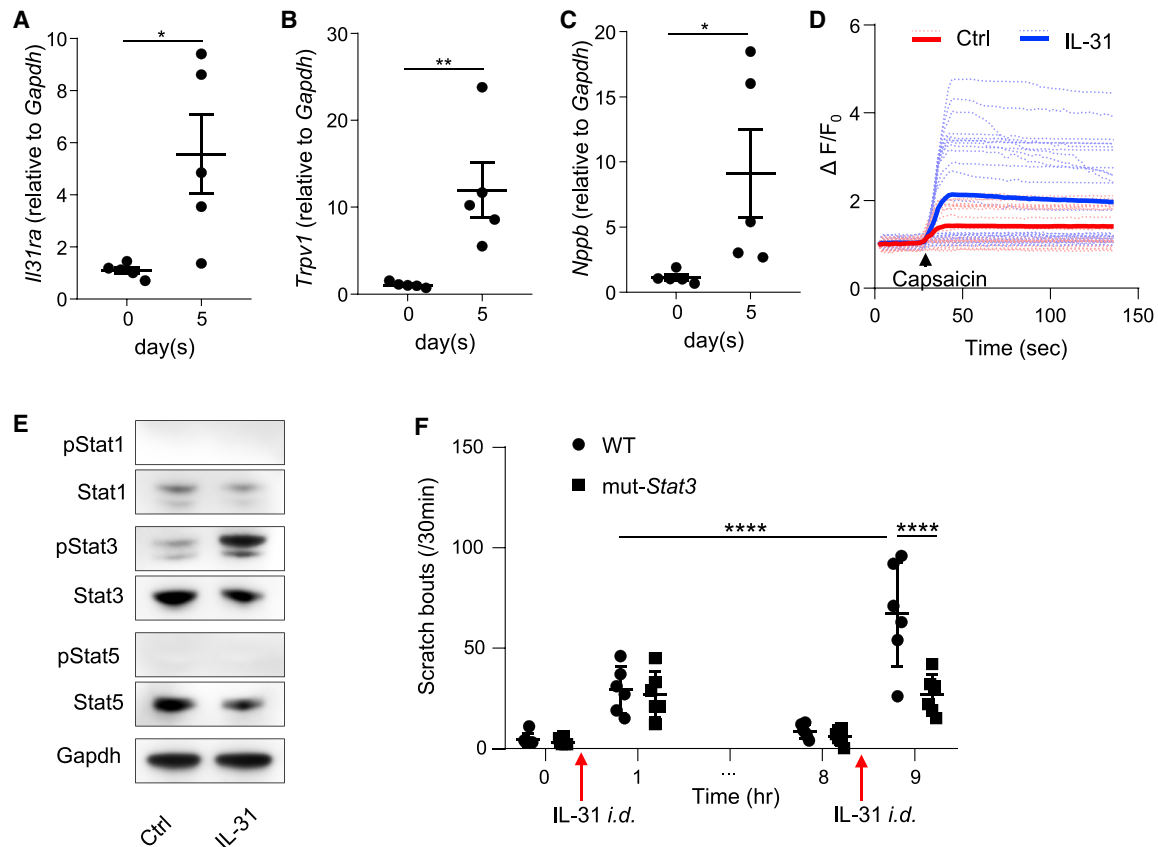 A
Il31ra (relative to Gapdh)
10
8
6
4
2
0
*
0 5
day(s)
B
Trpv1 (relative to Gapdh)
30
20
10
0
**
0 5
day(s)
C
Nppb (relative to Gapdh)
20
15
10
5
0
*
0 5
day(s)
D
Δ F/F0
6
4
2
0
Ctrl IL-31
Capsaicin
0 50 100 150
Time (sec)
E
pStat1
Stat1
pStat3
Stat3
pStat5
Stat5
Gapdh
Ctrl IL-31
F
Scratch bouts (/30min)
150
100
50
0
WT
mut-Stat3
**** ****
0 1 ... 8 9
Time (hr)
IL-31 i.d. IL-31 i.d.